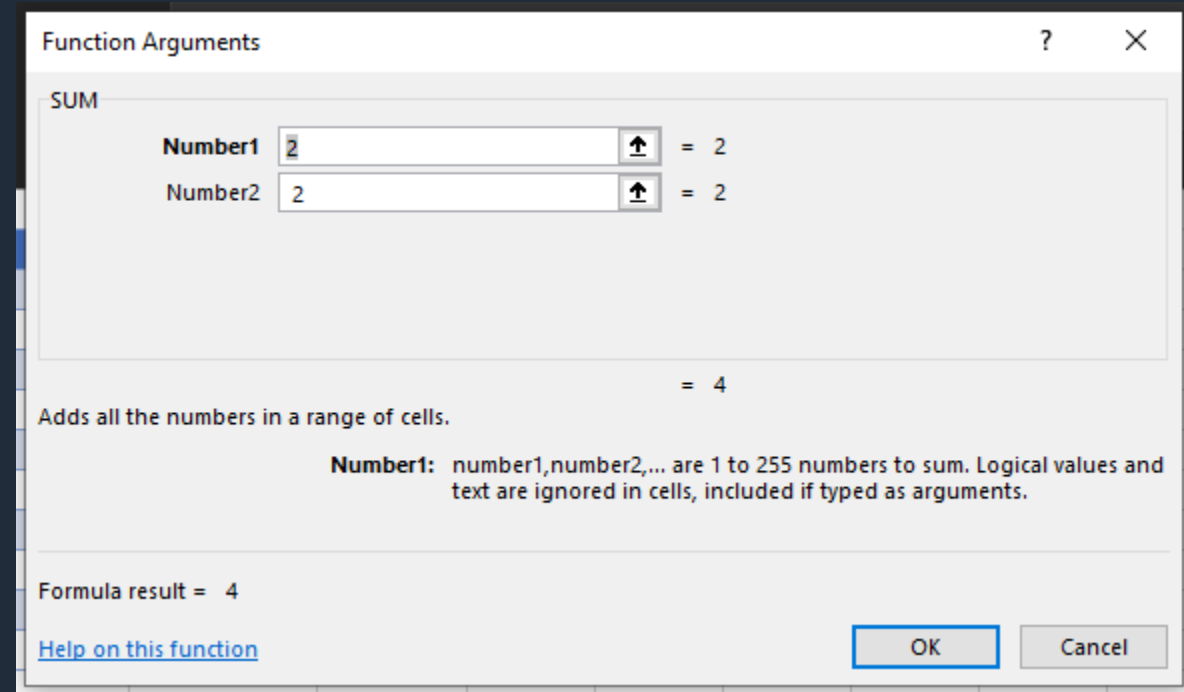 Function Arguments ? ×
SUM
Number1 2 = 2
Number2 2 = 2
= 4
Adds all the numbers in a range of cells.
Number1: number1,number2,... are 1 to 255 numbers to sum. Logical values and
text are ignored in cells, included if typed as arguments.
Formula result = 4
Help on this function OK Cancel